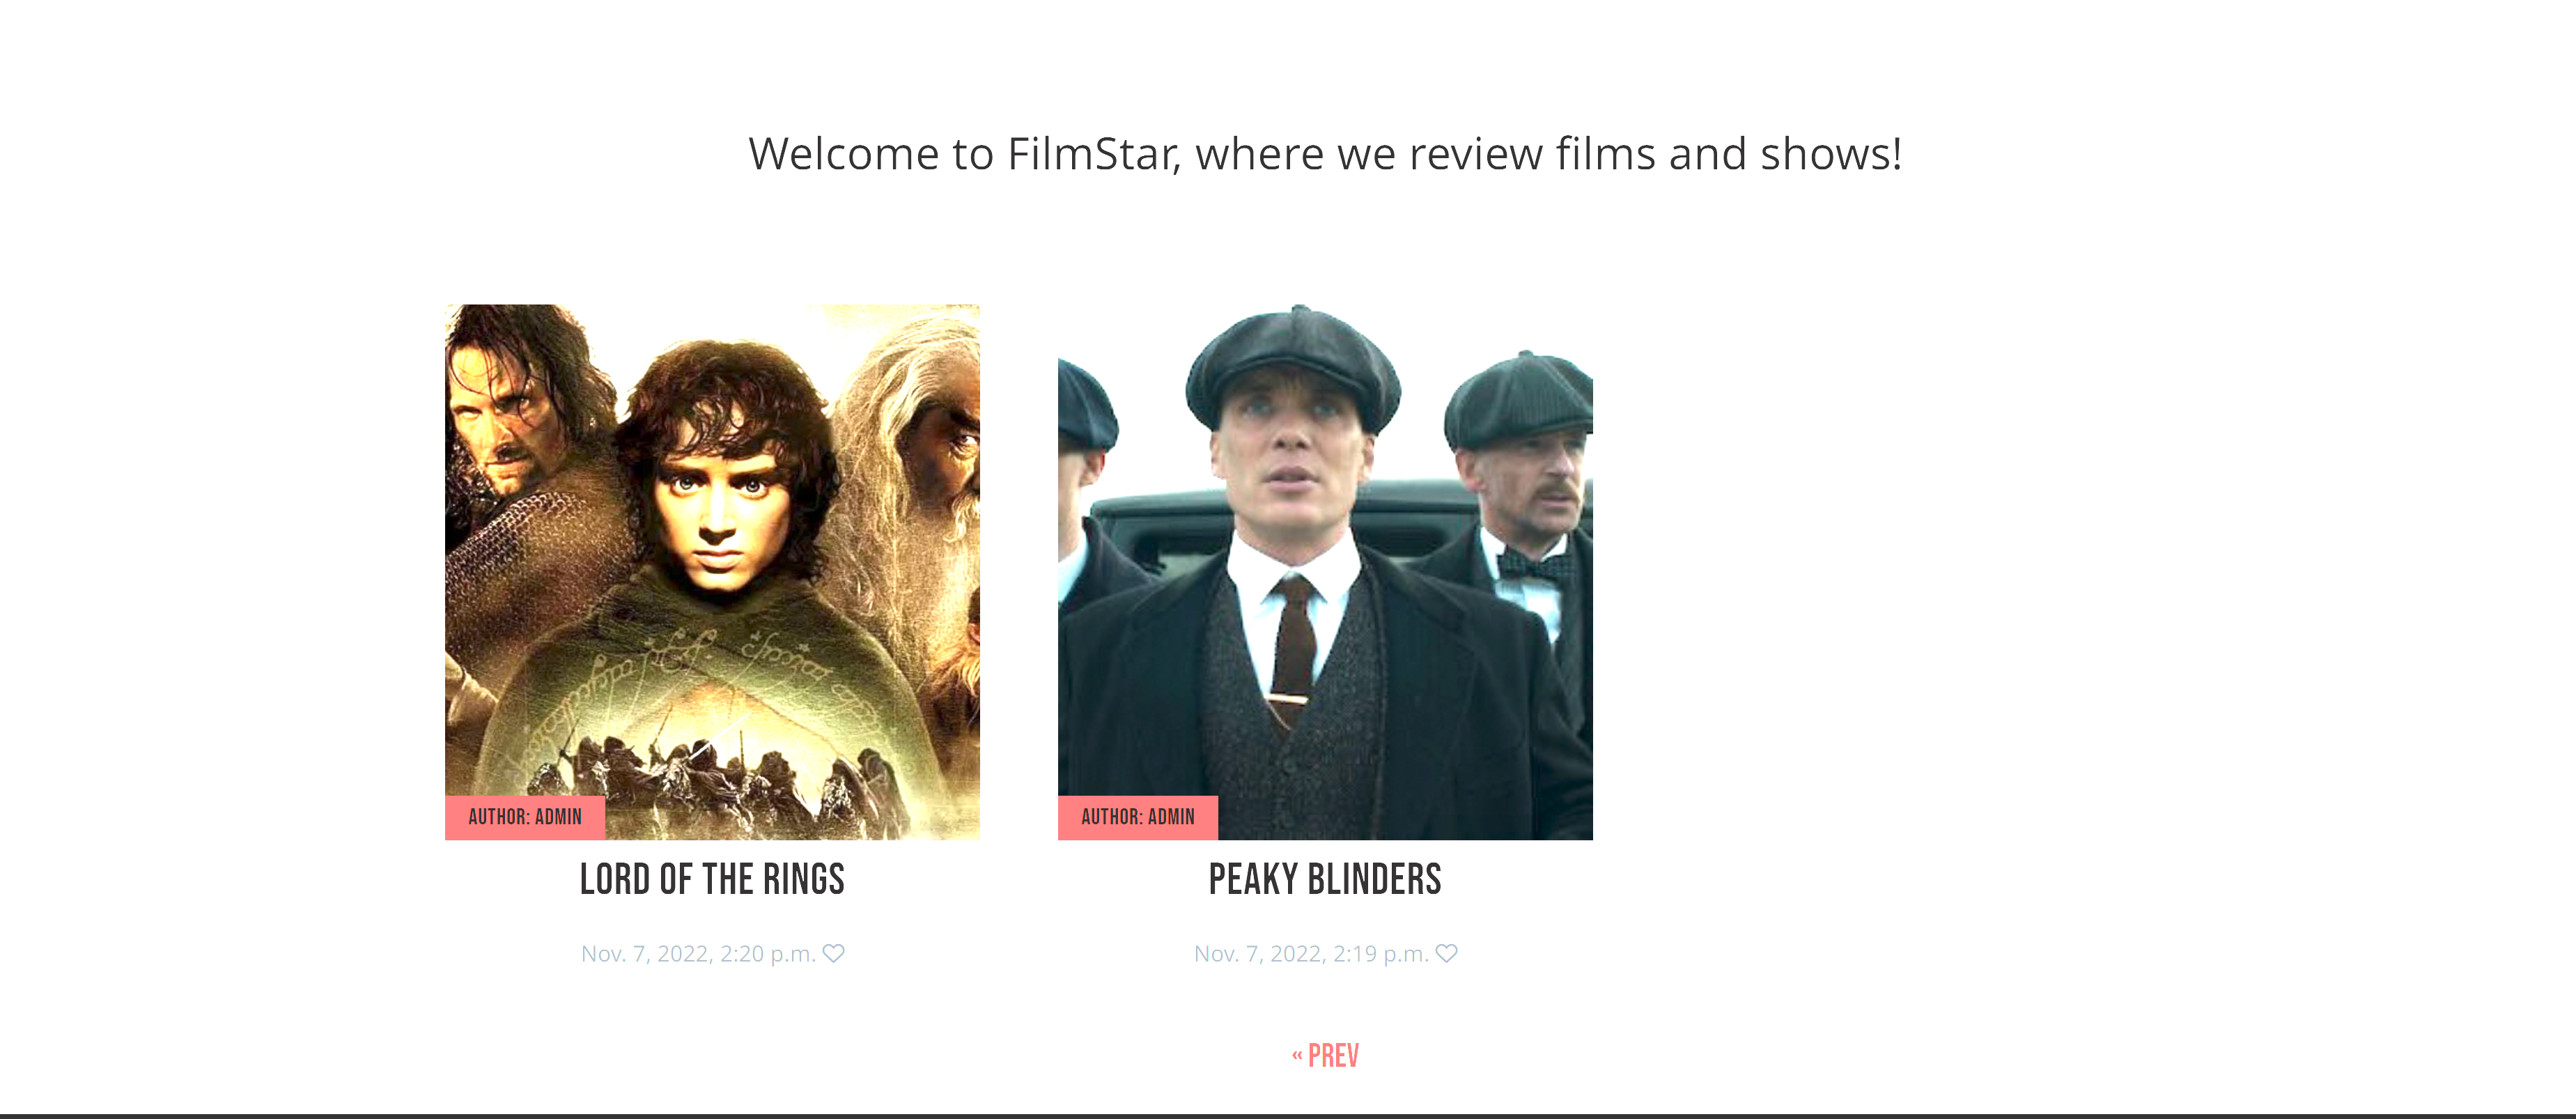 Welcome to FilmStar, where we review films and shows!
AUTHOR: ADMIN
LORD OF THE RINGS
Nov. 7, 2022, 2:20 p.m.
AUTHOR: ADMIN
PEAKY BLINDERS
Nov. 7, 2022, 2:19 p.m.
« PREV